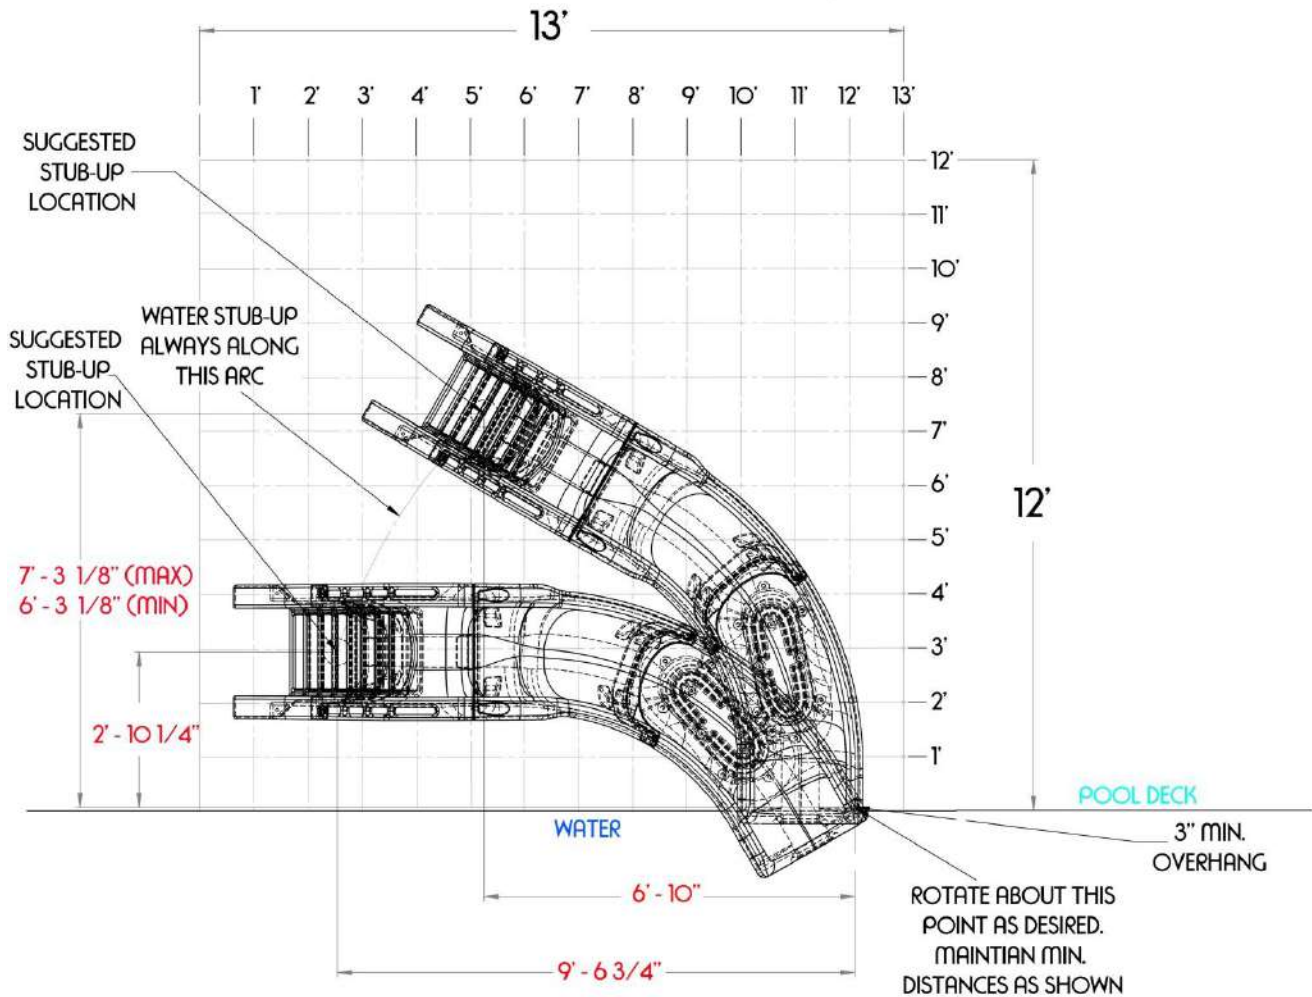 13'
1'
2'
3'
4'
5'
6'
7'
8'
9'
10'
11'
12'
13'
SUGGESTED
STUB-UP
LOCATION
12'
11'
10'
9'
8'
7'
6'
5'
4'
3'
2'
1'
12'
WATER STUB-UP
ALWAYS ALONG
THIS ARC
SUGGESTED
STUB-UP
LOCATION
7' - 3 1/8" (MAX)
6' - 3 1/8" (MIN)
2' - 10 1/4"
POOL DECK
WATER
3" MIN.
OVERHANG
6' - 10"
ROTATE ABOUT THIS
POINT AS DESIRED.
MAINTIAN MIN.
DISTANCES AS SHOWN
9' - 6 3/4"